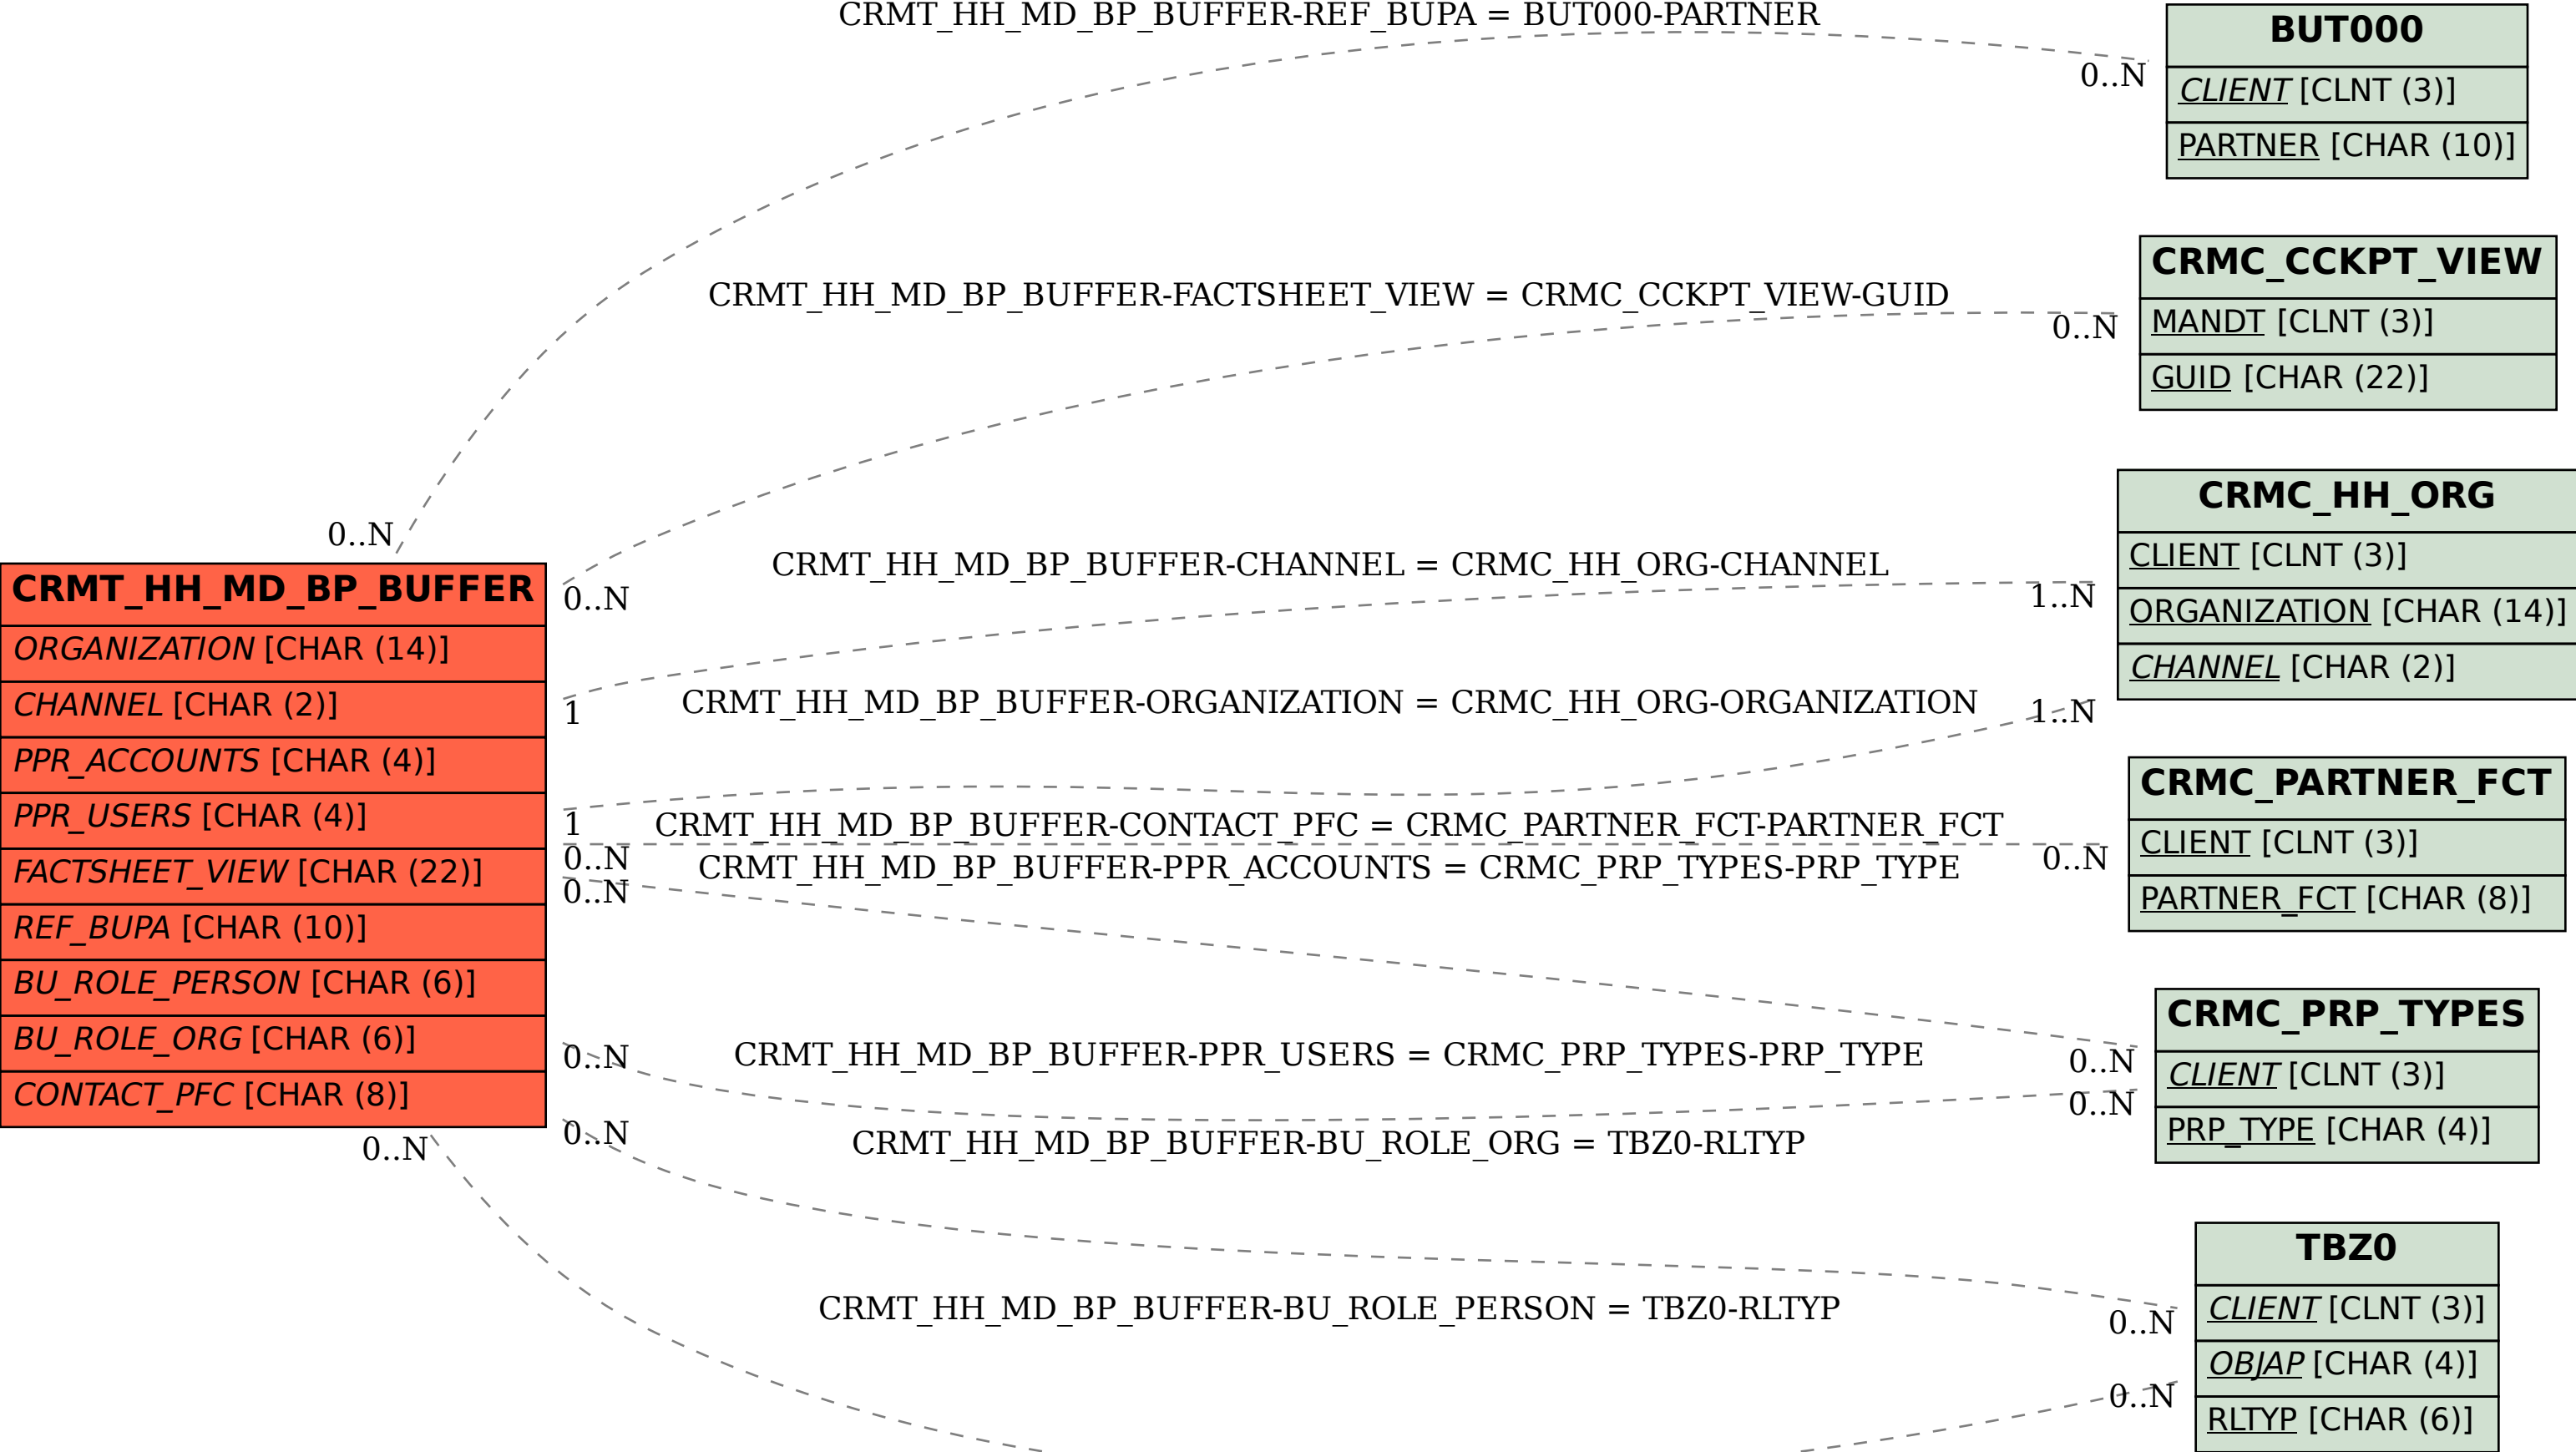 CRMT_HH_MD_BP_BUFFER-REF_BUPA = BUT000-PARTNER
0..N
0..N
BUT000
CLIENT [CLNT (3)]
PARTNER [CHAR (10)]
CRMT_HH_MD_BP_BUFFER-FACTSHEET_VIEW = CRMC_CCKPT_VIEW-GUID
0..N
0..N
CRMC_CCKPT_VIEW
MANDT [CLNT (3)]
GUID [CHAR (22)]
CRMT_HH_MD_BP_BUFFER
ORGANIZATION [CHAR (14)]
CHANNEL [CHAR (2)]
PPR_ACCOUNTS [CHAR (4)]
PPR_USERS [CHAR (4)]
FACTSHEET_VIEW [CHAR (22)]
REF_BUPA [CHAR (10)]
BU_ROLE_PERSON [CHAR (6)]
BU_ROLE_ORG [CHAR (6)]
CONTACT_PFC [CHAR (8)]
CRMT_HH_MD_BP_BUFFER-CHANNEL = CRMC_HH_ORG-CHANNEL
1
1..N
CRMT_HH_MD_BP_BUFFER-ORGANIZATION = CRMC_HH_ORG-ORGANIZATION
1
1..N
CRMC_HH_ORG
CLIENT [CLNT (3)]
ORGANIZATION [CHAR (14)]
CHANNEL [CHAR (2)]
CRMT_HH_MD_BP_BUFFER-CONTACT_PFC = CRMC_PARTNER_FCT-PARTNER_FCT
0..N
0..N
CRMC_PARTNER_FCT
CLIENT [CLNT (3)]
PARTNER_FCT [CHAR (8)]
CRMT_HH_MD_BP_BUFFER-PPR_ACCOUNTS = CRMC_PRP_TYPES-PRP_TYPE
0..N
0..N
CRMT_HH_MD_BP_BUFFER-PPR_USERS = CRMC_PRP_TYPES-PRP_TYPE
0..N
0..N
CRMC_PRP_TYPES
CLIENT [CLNT (3)]
PRP_TYPE [CHAR (4)]
CRMT_HH_MD_BP_BUFFER-BU_ROLE_ORG = TBZ0-RLTYP
0..N
0..N
CRMT_HH_MD_BP_BUFFER-BU_ROLE_PERSON = TBZ0-RLTYP
0..N
0..N
TBZ0
CLIENT [CLNT (3)]
OBJAP [CHAR (4)]
RLTYP [CHAR (6)]